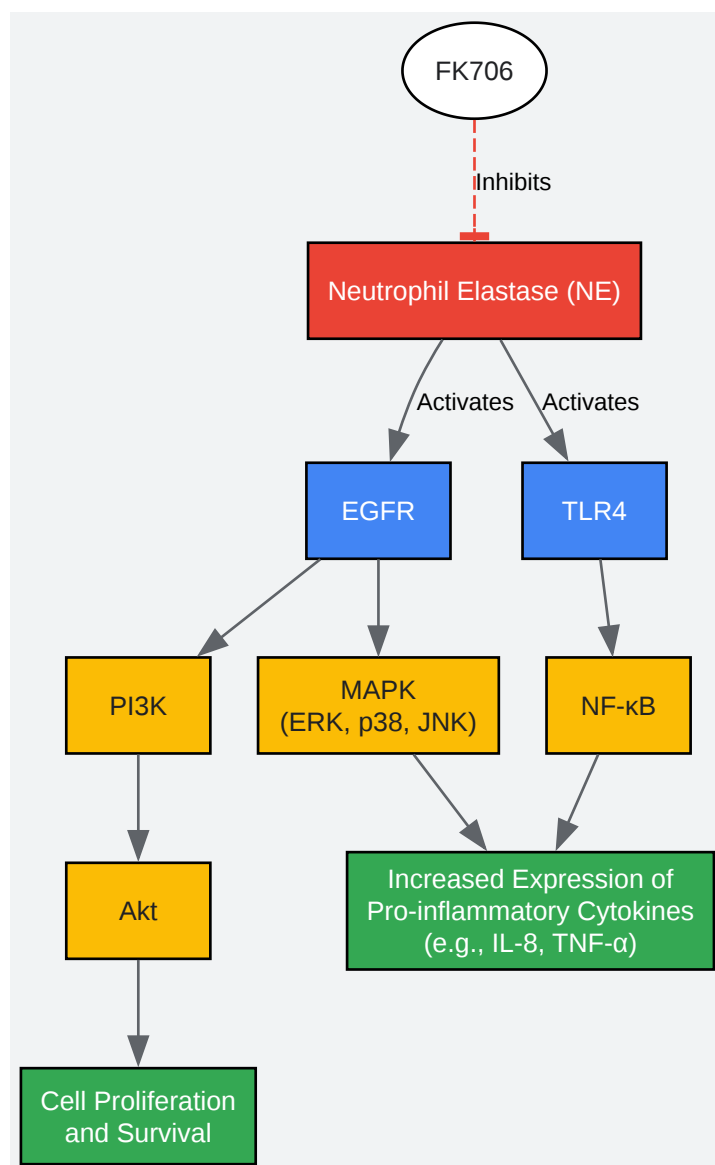 FK706
Inhibits
Neutrophil Elastase (NE)
Activates
Activates
EGFR
TLR4
PI3K
MAPK
(ERK, p38, JNK)
NF-κB
Akt
Increased Expression of
Pro-inflammatory Cytokines
(e.g., IL-8, TNF-α)
Cell Proliferation
and Survival